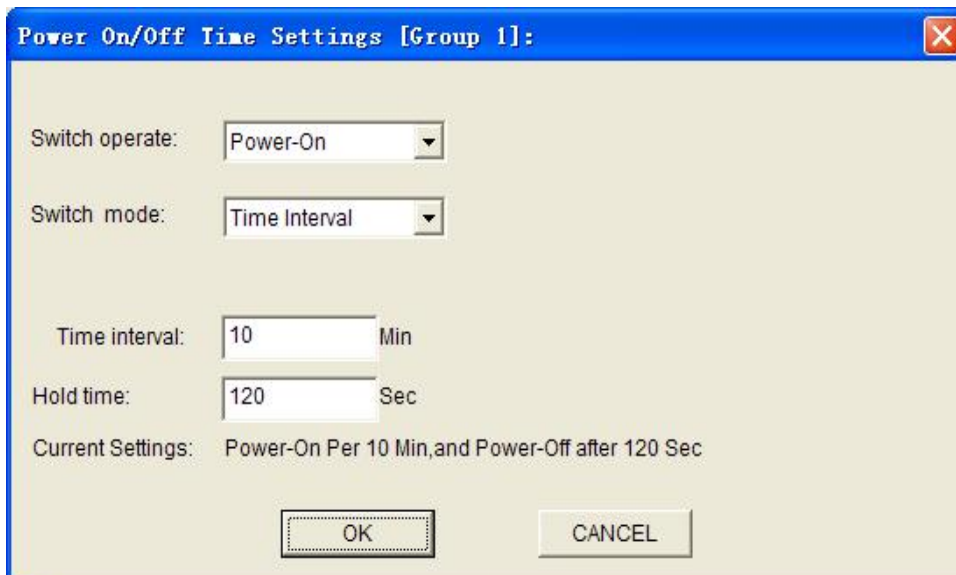 Power On/Off Time Settings [Group 1]:
Switch operate: Power-On
Switch mode: Time Interval
Time interval: 10 Min
Hold time: 120 Sec
Current Settings: Power-On Per 10 Min,and Power-Off after 120 Sec
OK CANCEL